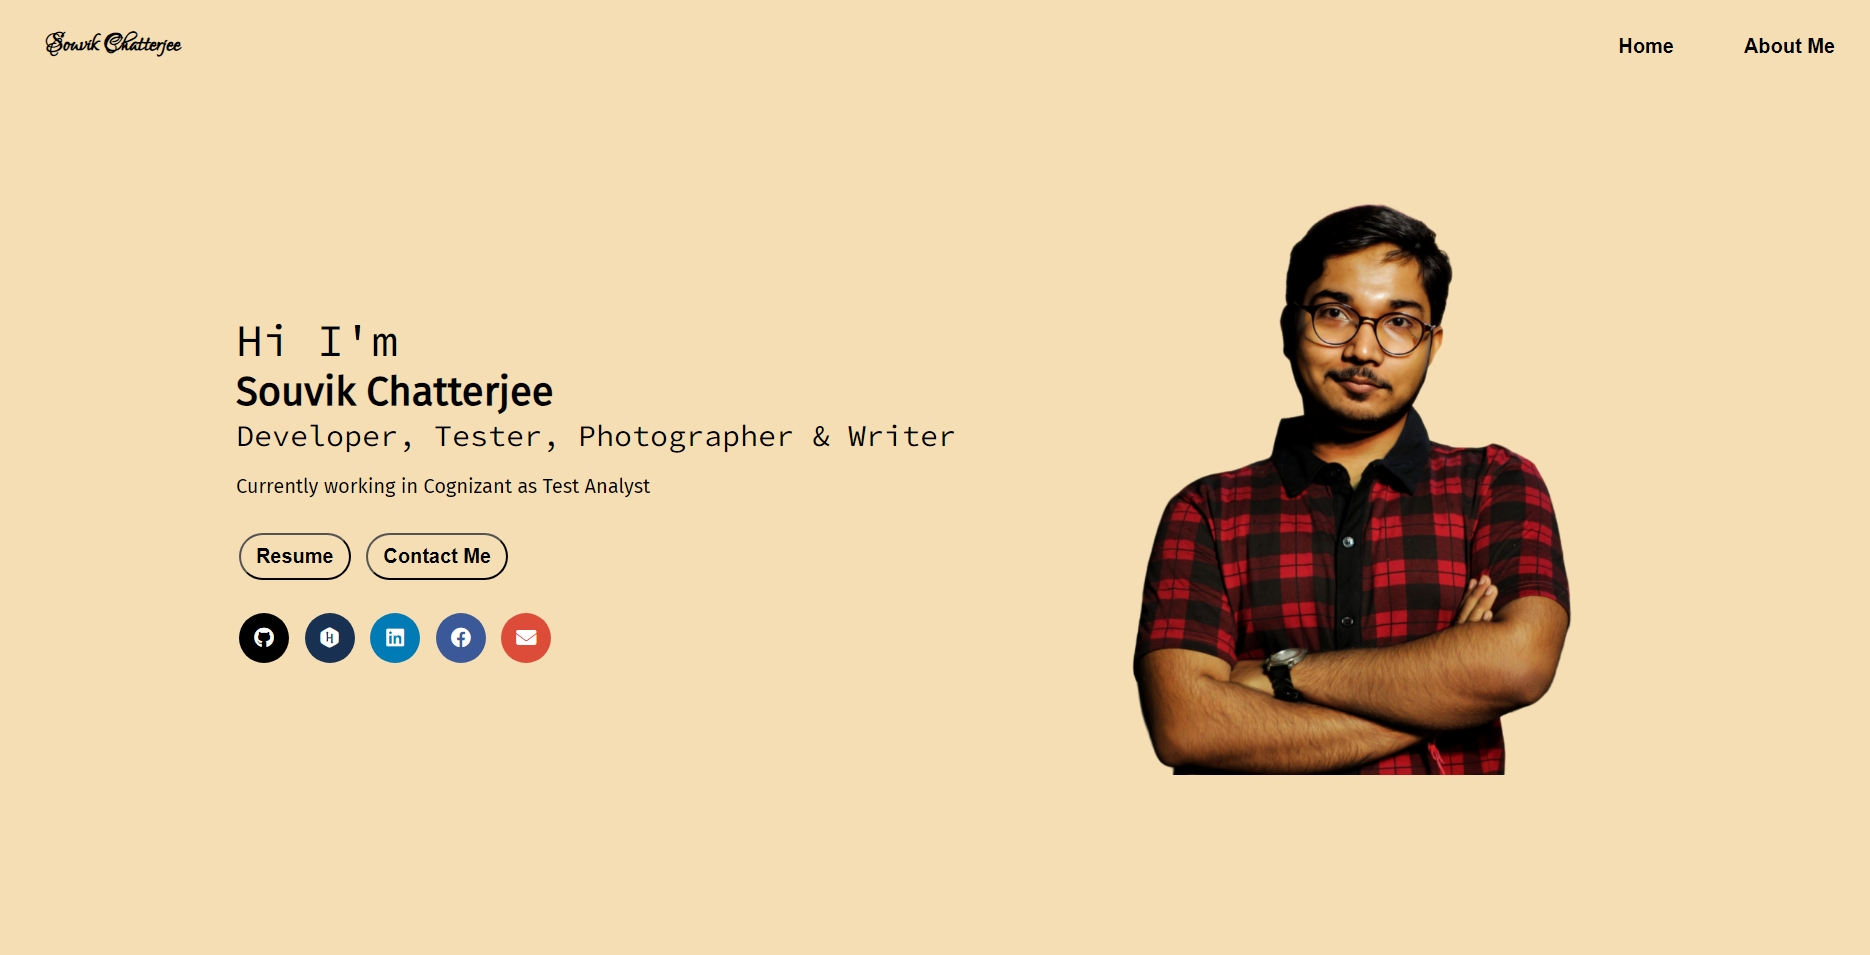 Souvik Chatterjee
Home
About Me
Hi I'm
Souvik Chatterjee
Developer, Tester, Photographer & Writer
Currently working in Cognizant as Test Analyst
Resume
Contact Me